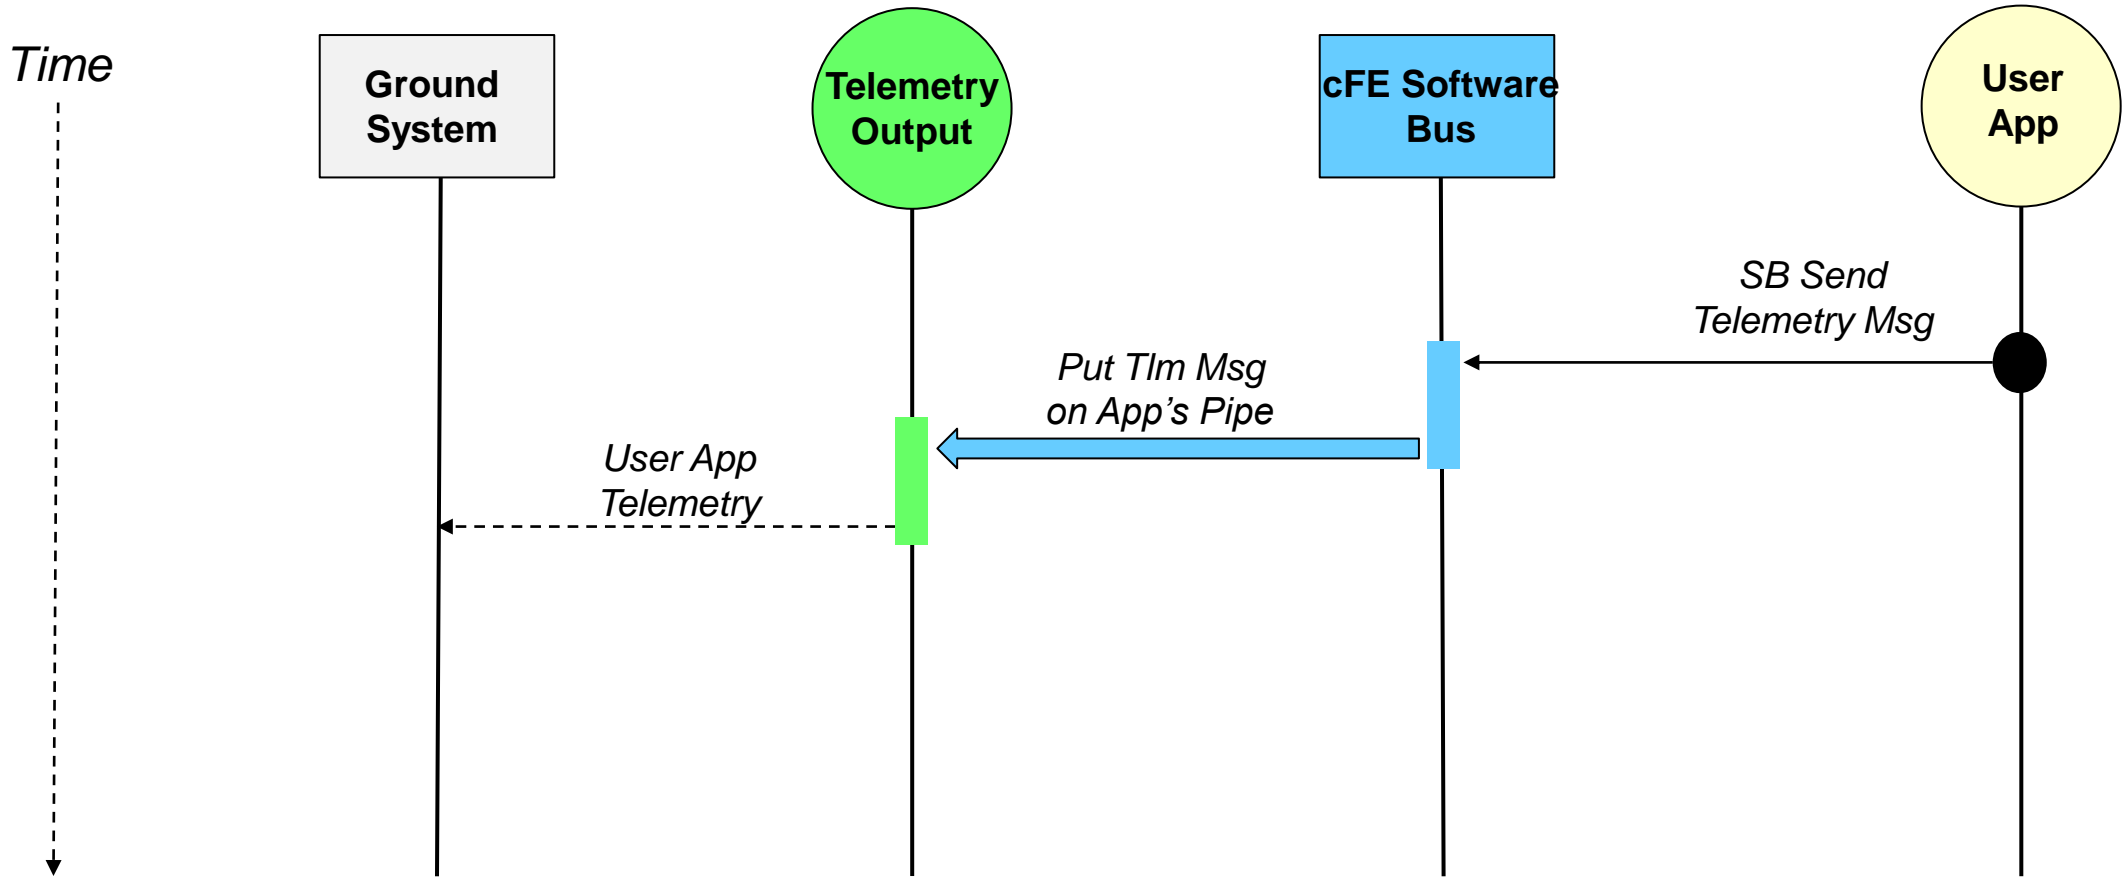 Time
Ground
System
Telemetry
Output
cFE Software
Bus
User
App
SB Send
Telemetry Msg
Put Tlm Msg
on App’s Pipe
User App
Telemetry